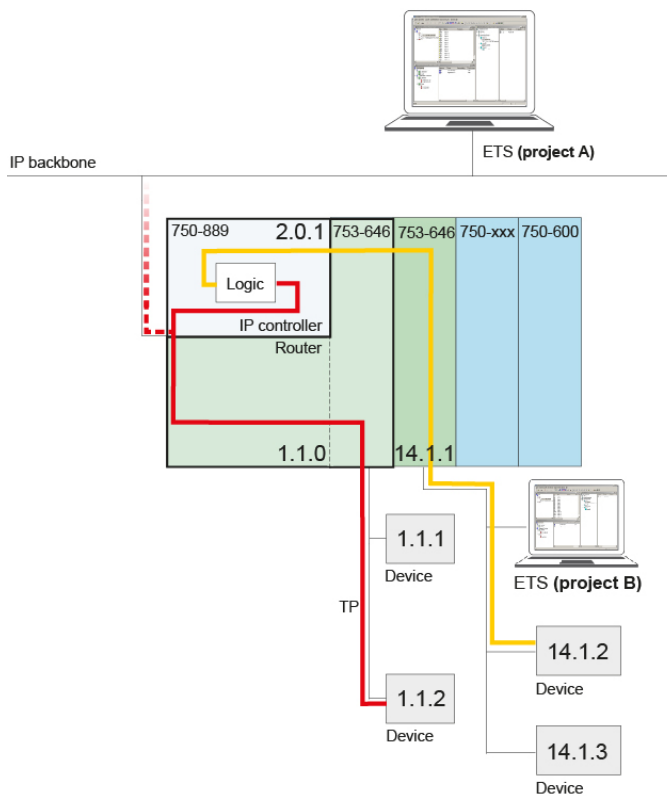 ETS (project A)
IP backbone
750-889
2.0.1
753-646
753-646
750-xxx
750-600
Logic
IP controller
Router
1.1.0
14.1.1
1.1.1
Device
ETS (project B)
TP
14.1.2
Device
1.1.2
Device
14.1.3
Device